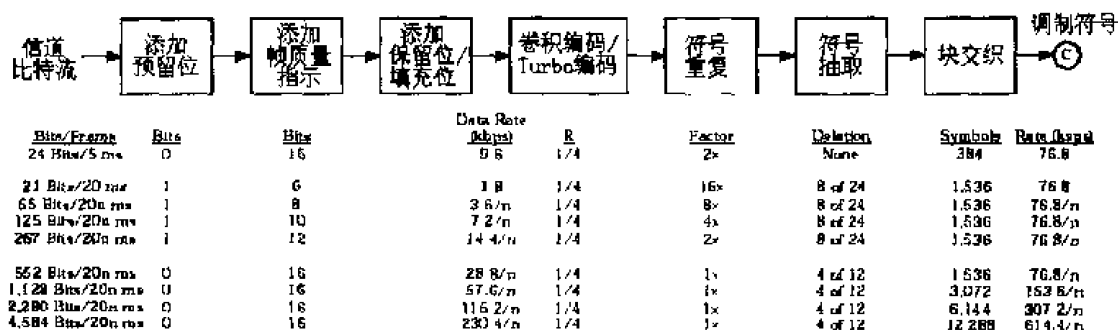 信道
比特流
添加
预留位
添加
帧质量
指示
添加
保留位/
填充位
卷积编码/
Turbo编码
符号
重复
符号
抽取
块交织
调制符号
C
Bits/Frame Bits Bits Data Rate (kbps) R Factor Deletion Symbols Rate (ksps)
24 Bits/5 ms 0 16 9.6 1/4 2× None 384 76.8
21 Bits/20 ms 1 6 1.8 1/4 16× 8 of 24 1,536 76.8
55 Bits/20n ms 1 8 3.6/n 1/4 8× 8 of 24 1,536 76.8/n
125 Bits/20n ms 1 10 7.2/n 1/4 4× 8 of 24 1,536 76.8/n
267 Bits/20n ms 1 12 14.4/n 1/4 2× 8 of 24 1,536 76.8/n
552 Bits/20n ms 0 16 28.8/n 1/4 1× 4 of 12 1,536 76.8/n
1,128 Bits/20n ms 0 16 57.6/n 1/4 1× 4 of 12 3,072 153.6/n
2,280 Bits/20n ms 0 16 115.2/n 1/4 1× 4 of 12 6,144 307.2/n
4,584 Bits/20n ms 0 16 230.4/n 1/4 1× 4 of 12 12,288 614.4/n